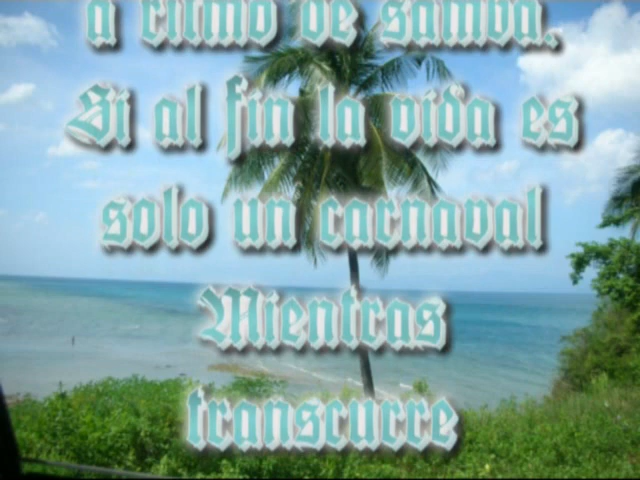 a ritmo de samba.
Si al fin la vida es
solo un carnaval
Mientras
transcurre